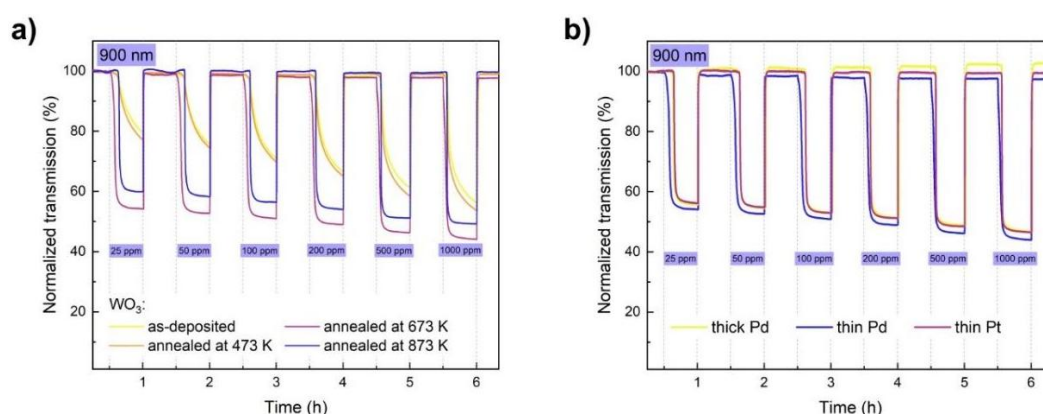 a)
900 nm
Normalized transmission (%)
100
80
60
40
20
25 ppm 50 ppm 100 ppm 200 ppm 500 ppm 1000 ppm
WO₃:
as-deposited annealed at 673 K
annealed at 473 K annealed at 873 K
1 2 3 4 5 6
Time (h)
b)
900 nm
Normalized transmission (%)
100
80
60
40
20
25 ppm 50 ppm 100 ppm 200 ppm 500 ppm 1000 ppm
thick Pd thin Pd thin Pt
1 2 3 4 5 6
Time (h)